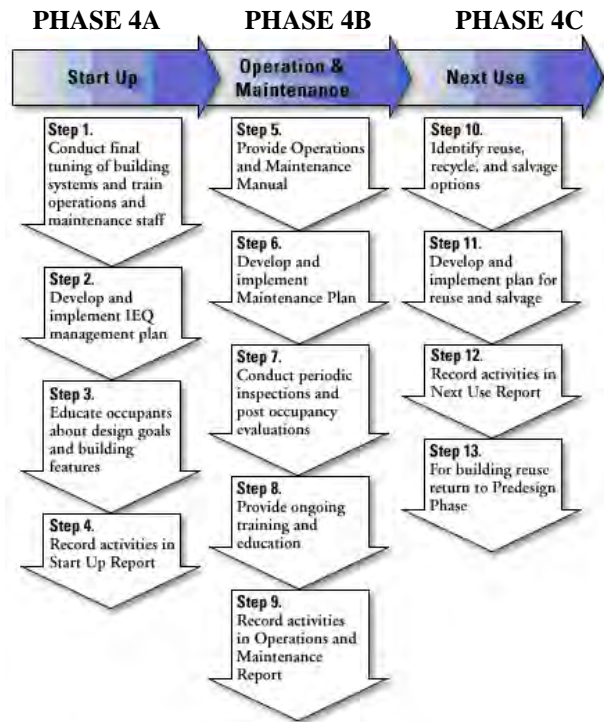 PHASE 4A
PHASE 4B
PHASE 4C
Start Up
Operation &
Maintenance
Next Use
Step 1.
Conduct final
tuning of building
systems and train
operations and
maintenance staff
Step 2.
Develop and
implement IEQ
management plan
Step 3.
Educate occupants
about design goals
and building
features
Step 4.
Record activities in
Start Up Report
Step 5.
Provide Operations
and Maintenance
Manual
Step 6.
Develop and
implement
Maintenance Plan
Step 7.
Conduct periodic
inspections and
post occupancy
evaluations
Step 8.
Provide ongoing
training and
education
Step 9.
Record activities
in Operations and
Maintenance
Report
Step 10.
Identify reuse,
recycle, and salvage
options
Step 11.
Develop and
implement plan for
reuse and salvage
Step 12.
Record activities in
Next Use Report
Step 13.
For building reuse
return to Predesign
Phase